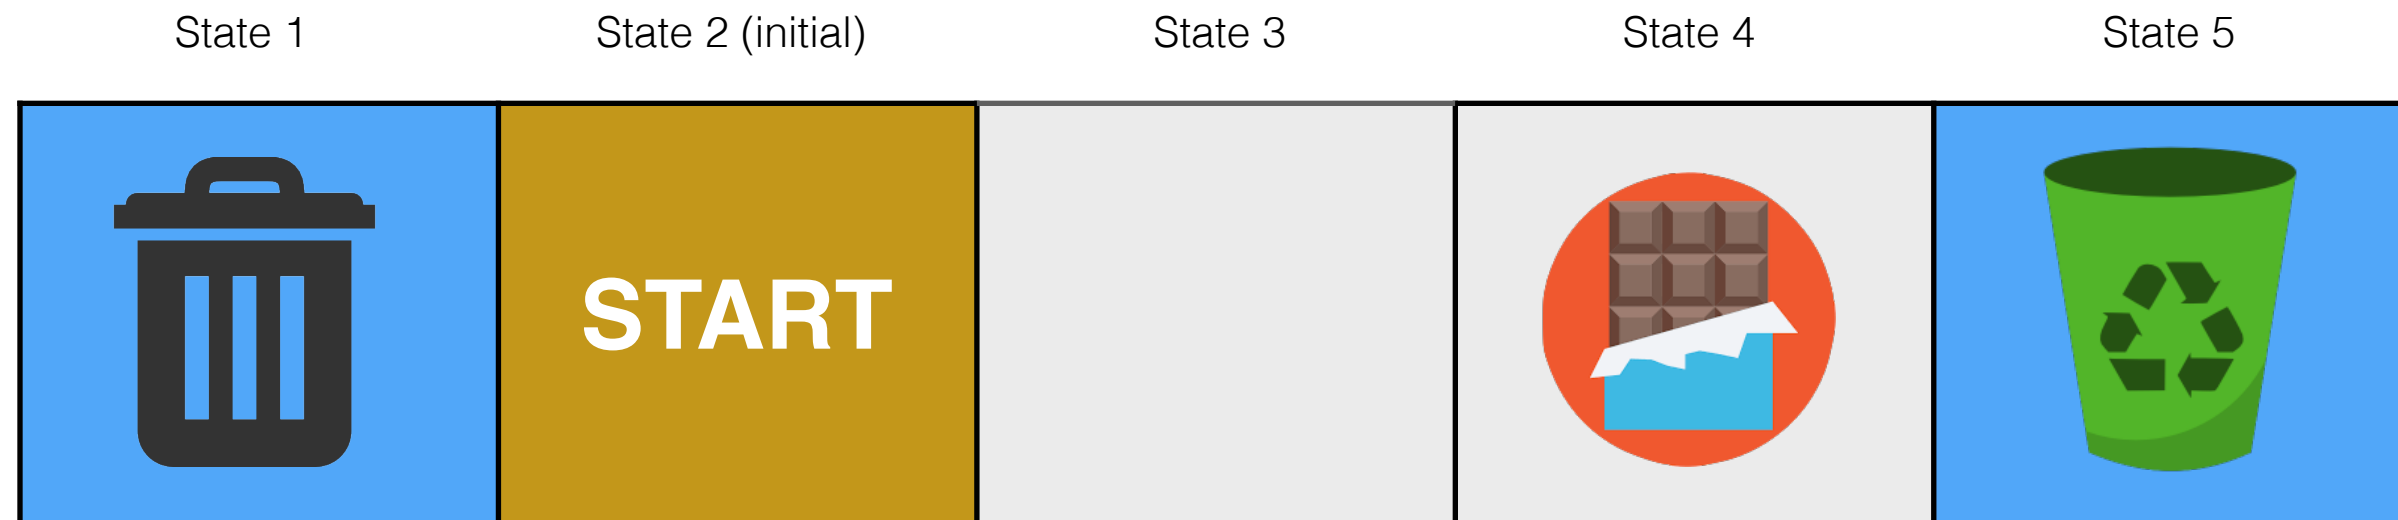 State 1
State 2 (initial)
State 3
State 4
State 5
START